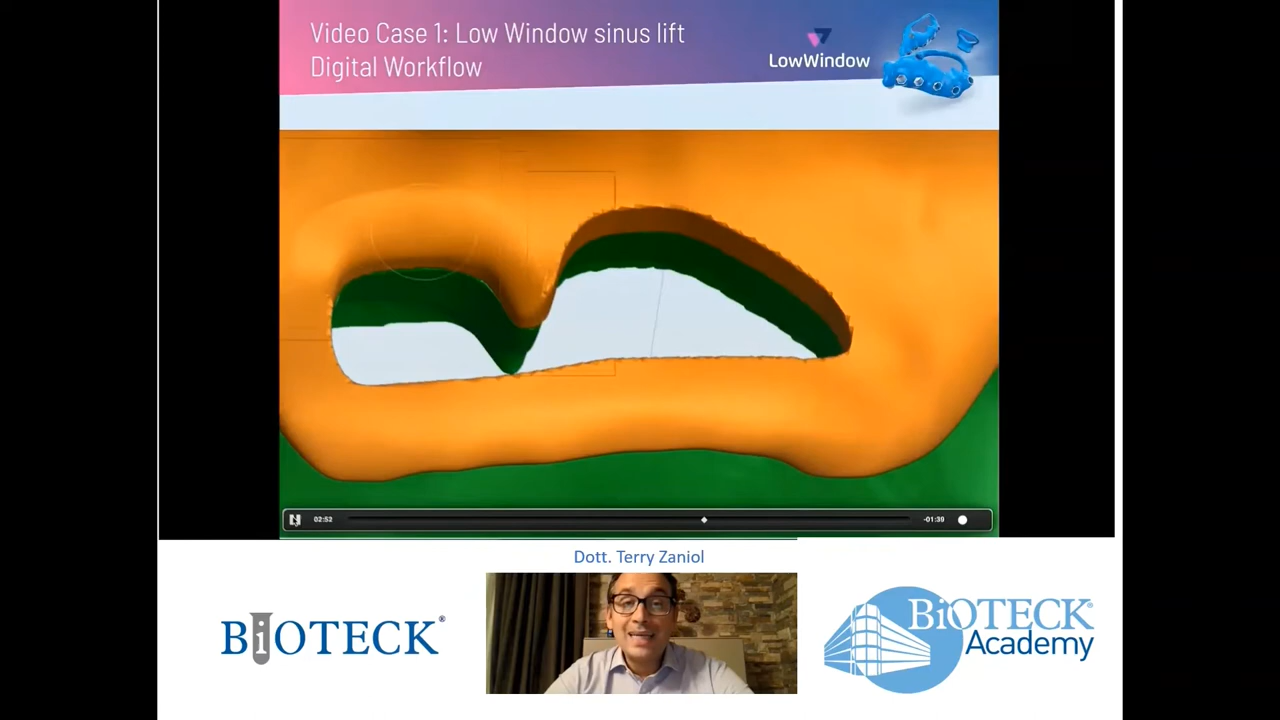 Video Case 1: Low Window sinus lift
Digital Workflow
LowWindow
02:52
-01:39
Dott. Terry Zaniol
BiOTECK®
BiOTECK®
Academy